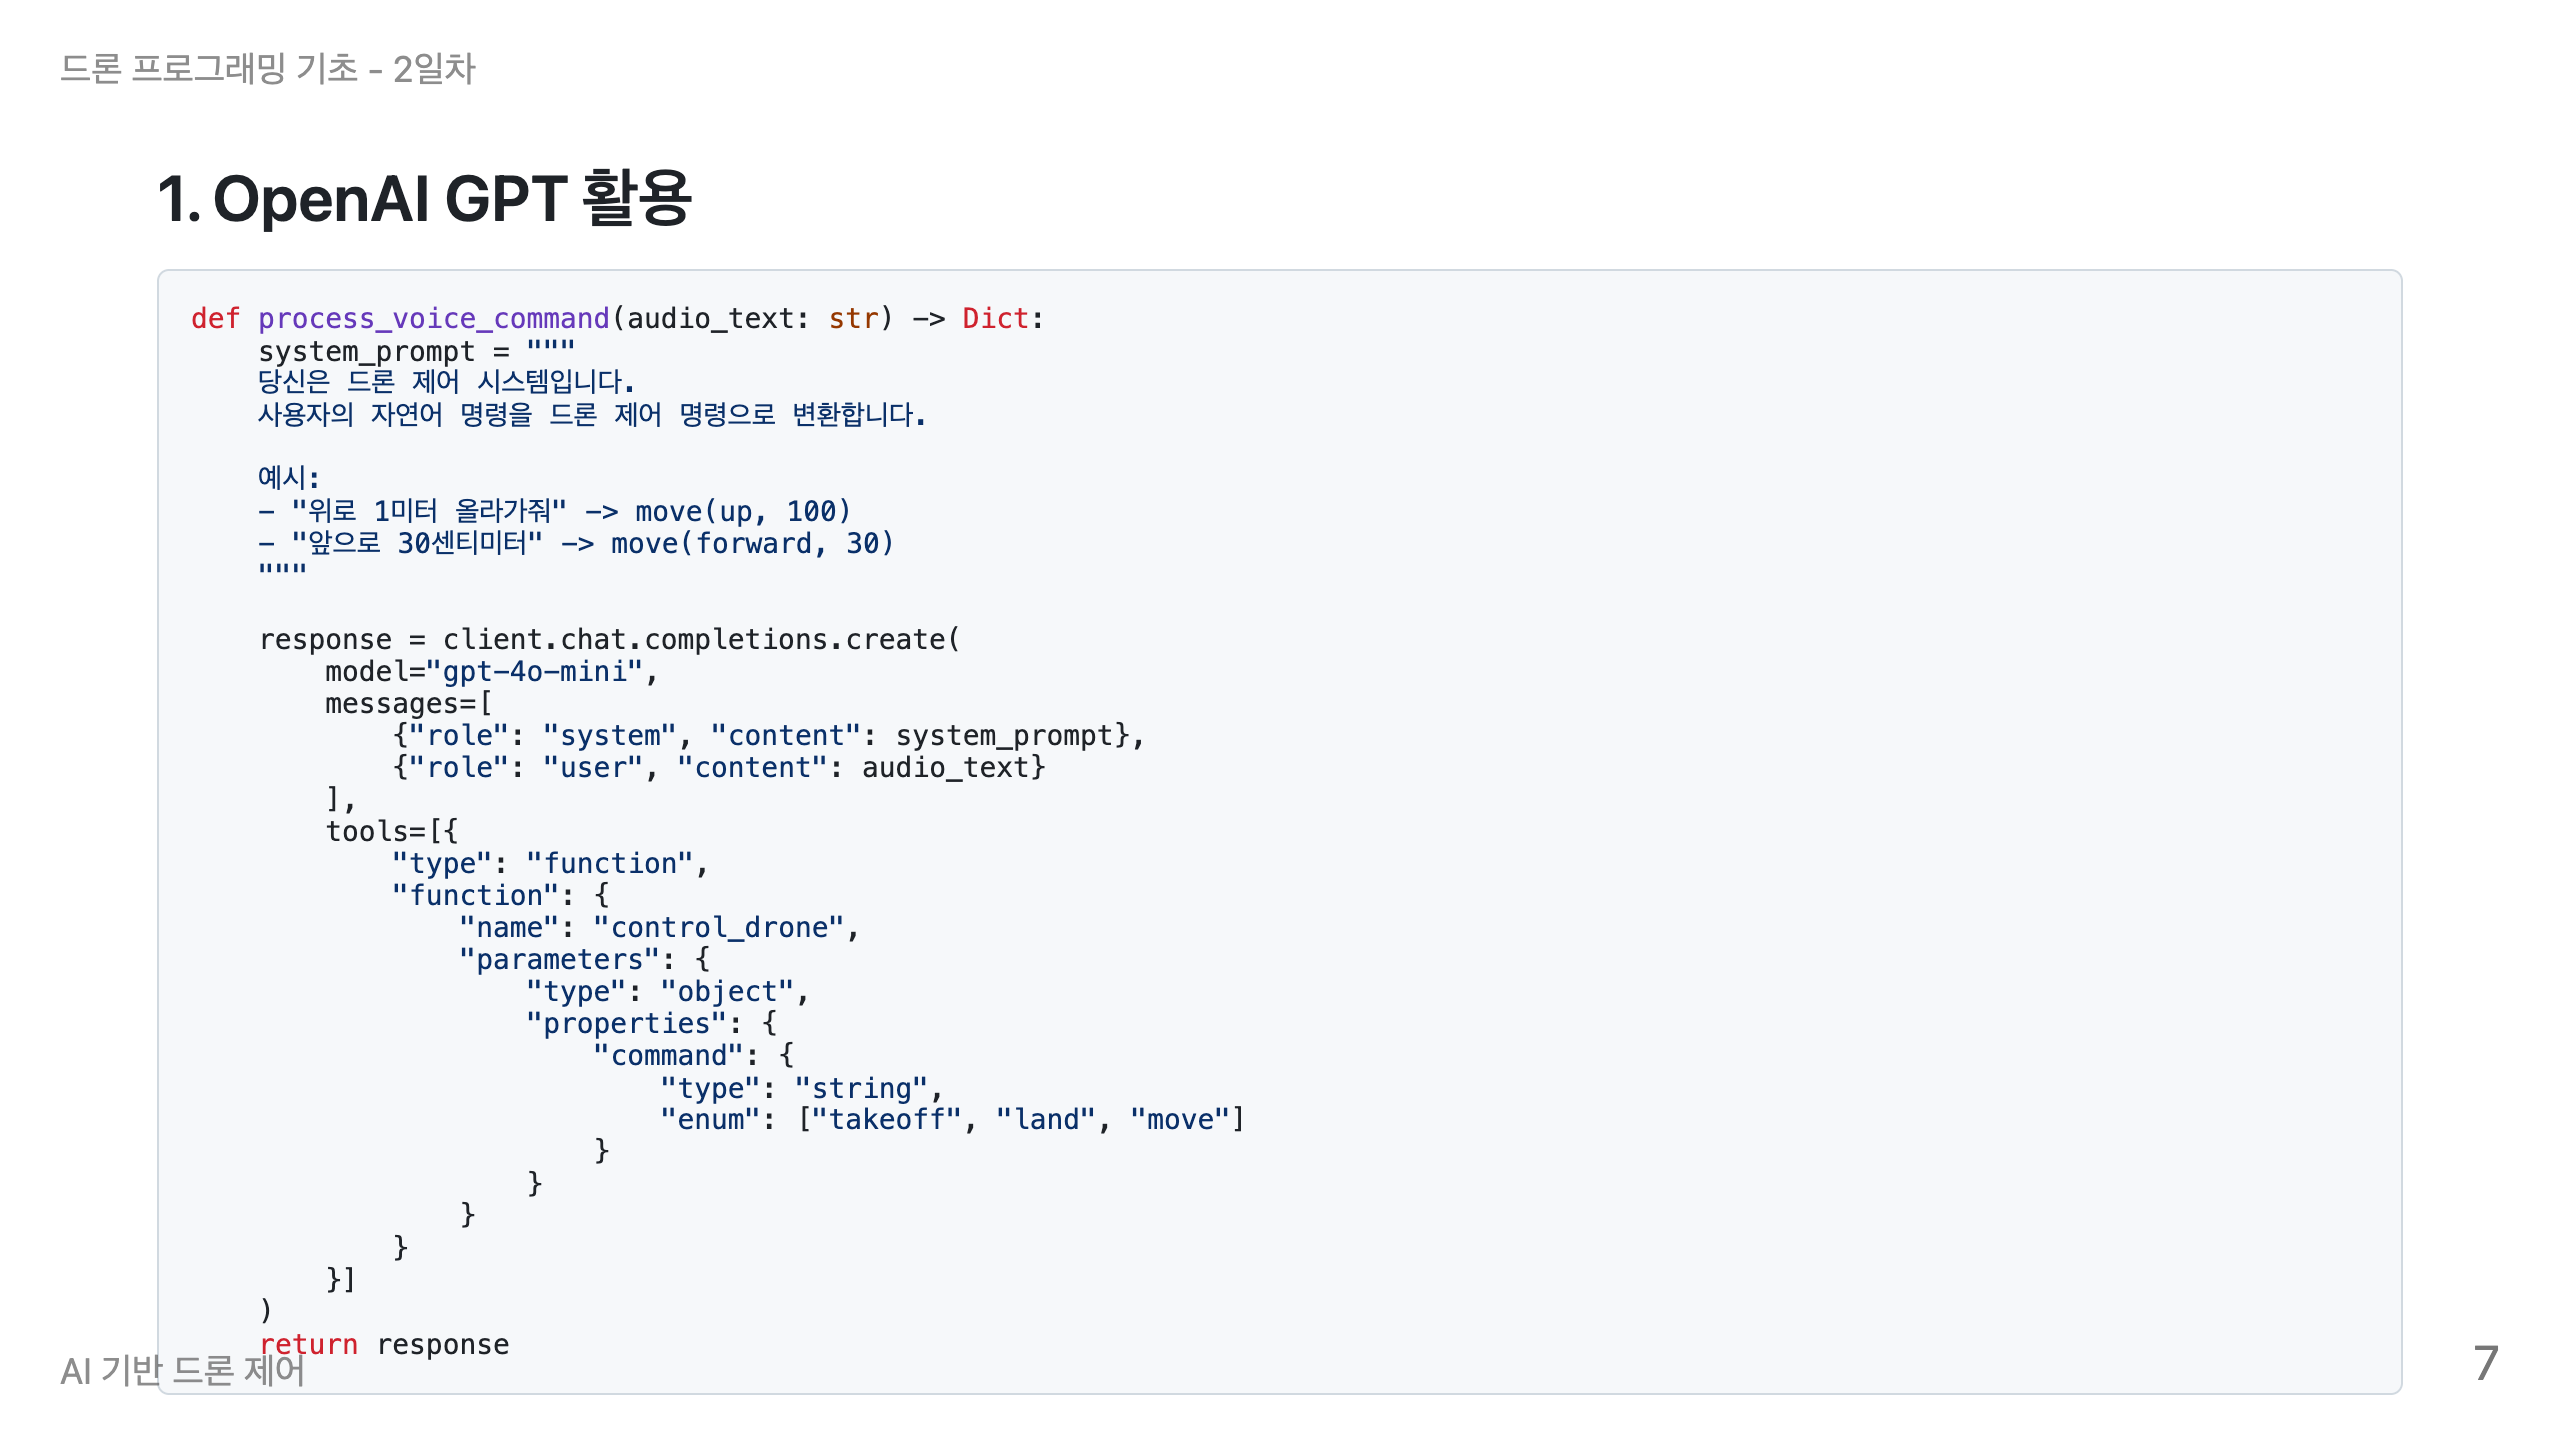 드론 프로그래밍 기초 - 2일차
1. OpenAI GPT 활용
def process_voice_command(audio_text: str) -> Dict:
    system_prompt = """
    당신은 드론 제어 시스템입니다.
    사용자의 자연어 명령을 드론 제어 명령으로 변환합니다.

    예시:
    - "위로 1미터 올라가줘" -> move(up, 100)
    - "앞으로 30센티미터" -> move(forward, 30)
    """

    response = client.chat.completions.create(
        model="gpt-4o-mini",
        messages=[
            {"role": "system", "content": system_prompt},
            {"role": "user", "content": audio_text}
        ],
        tools=[{
            "type": "function",
            "function": {
                "name": "control_drone",
                "parameters": {
                    "type": "object",
                    "properties": {
                        "command": {
                            "type": "string",
                            "enum": ["takeoff", "land", "move"]
                        }
                    }
                }
            }
        }]
    )
    return response
AI 기반 드론 제어
7